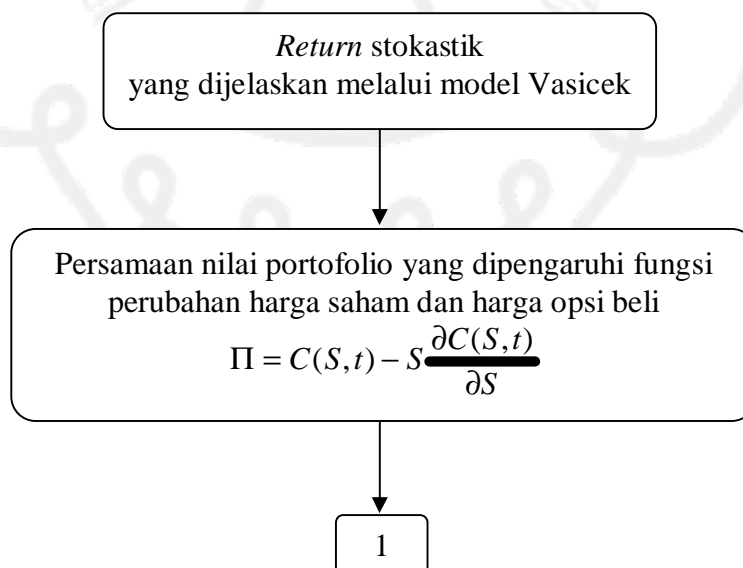 Return stokastik
yang dijelaskan melalui model Vasicek
Persamaan nilai portofolio yang dipengaruhi fungsi
perubahan harga saham dan harga opsi beli
Π = C(S,t) − S ∂C(S,t)/∂S
1